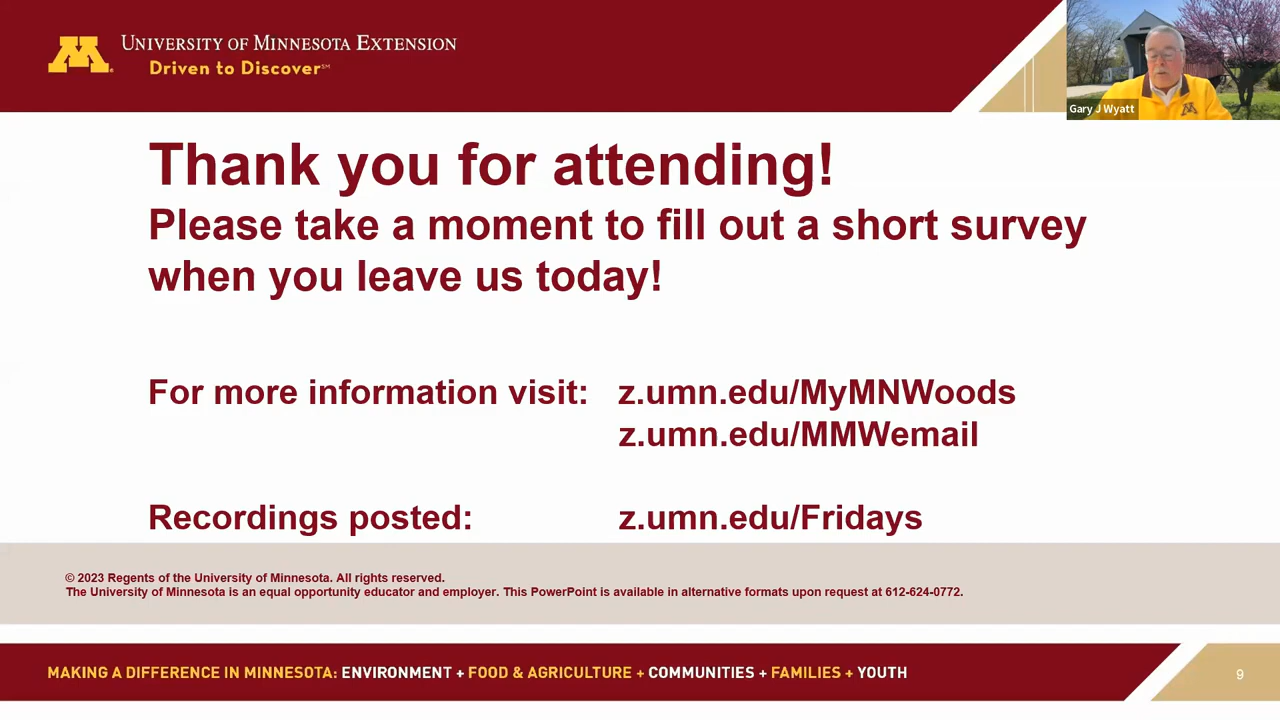 University of Minnesota Extension
Driven to Discover℠
Gary J Wyatt
Thank you for attending!
Please take a moment to fill out a short survey
when you leave us today!
For more information visit: z.umn.edu/MyMNWoods
z.umn.edu/MMWemail
Recordings posted: z.umn.edu/Fridays
© 2023 Regents of the University of Minnesota. All rights reserved.
The University of Minnesota is an equal opportunity educator and employer. This PowerPoint is available in alternative formats upon request at 612-624-0772.
MAKING A DIFFERENCE IN MINNESOTA: ENVIRONMENT + FOOD & AGRICULTURE + COMMUNITIES + FAMILIES + YOUTH
9